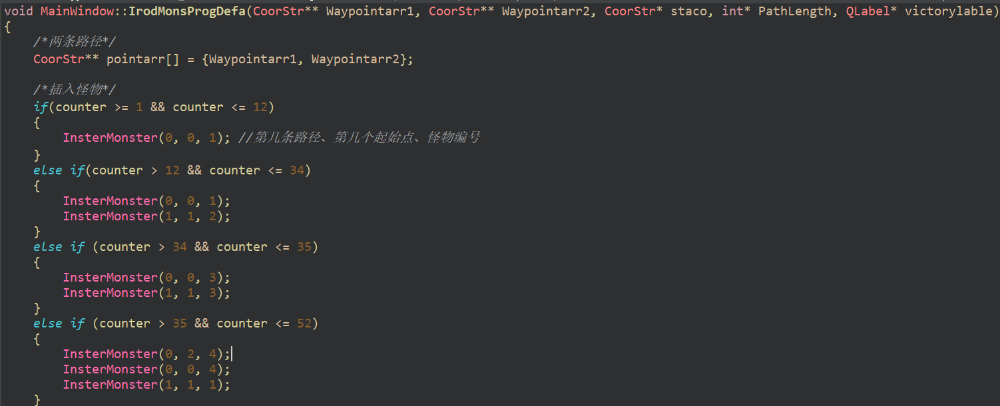 void MainWindow::IrodMonsProgDefa(CoorStr** Waypointarr1, CoorStr** Waypointarr2, CoorStr* staco, int* PathLength, QLabel* victorylable)
{
    /*两条路径*/
    CoorStr** pointarr[] = {Waypointarr1, Waypointarr2};
    /*插入怪物*/
    if(counter >= 1 && counter <= 12)
    {
        InsterMonster(0, 0, 1); //第几条路径、第几个起始点、怪物编号
    }
    else if(counter > 12 && counter <= 34)
    {
        InsterMonster(0, 0, 1);
        InsterMonster(1, 1, 2);
    }
    else if (counter > 34 && counter <= 35)
    {
        InsterMonster(0, 0, 3);
        InsterMonster(1, 1, 3);
    }
    else if (counter > 35 && counter <= 52)
    {
        InsterMonster(0, 2, 4);
        InsterMonster(0, 0, 4);
        InsterMonster(1, 1, 1);
    }